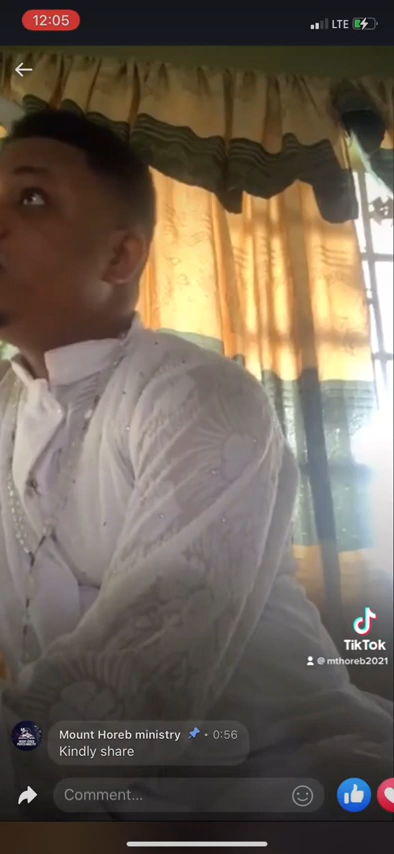 12:05
LTE
TikTok
@mthoreb2021
Mount Horeb ministry • 0:56
Kindly share
Comment...